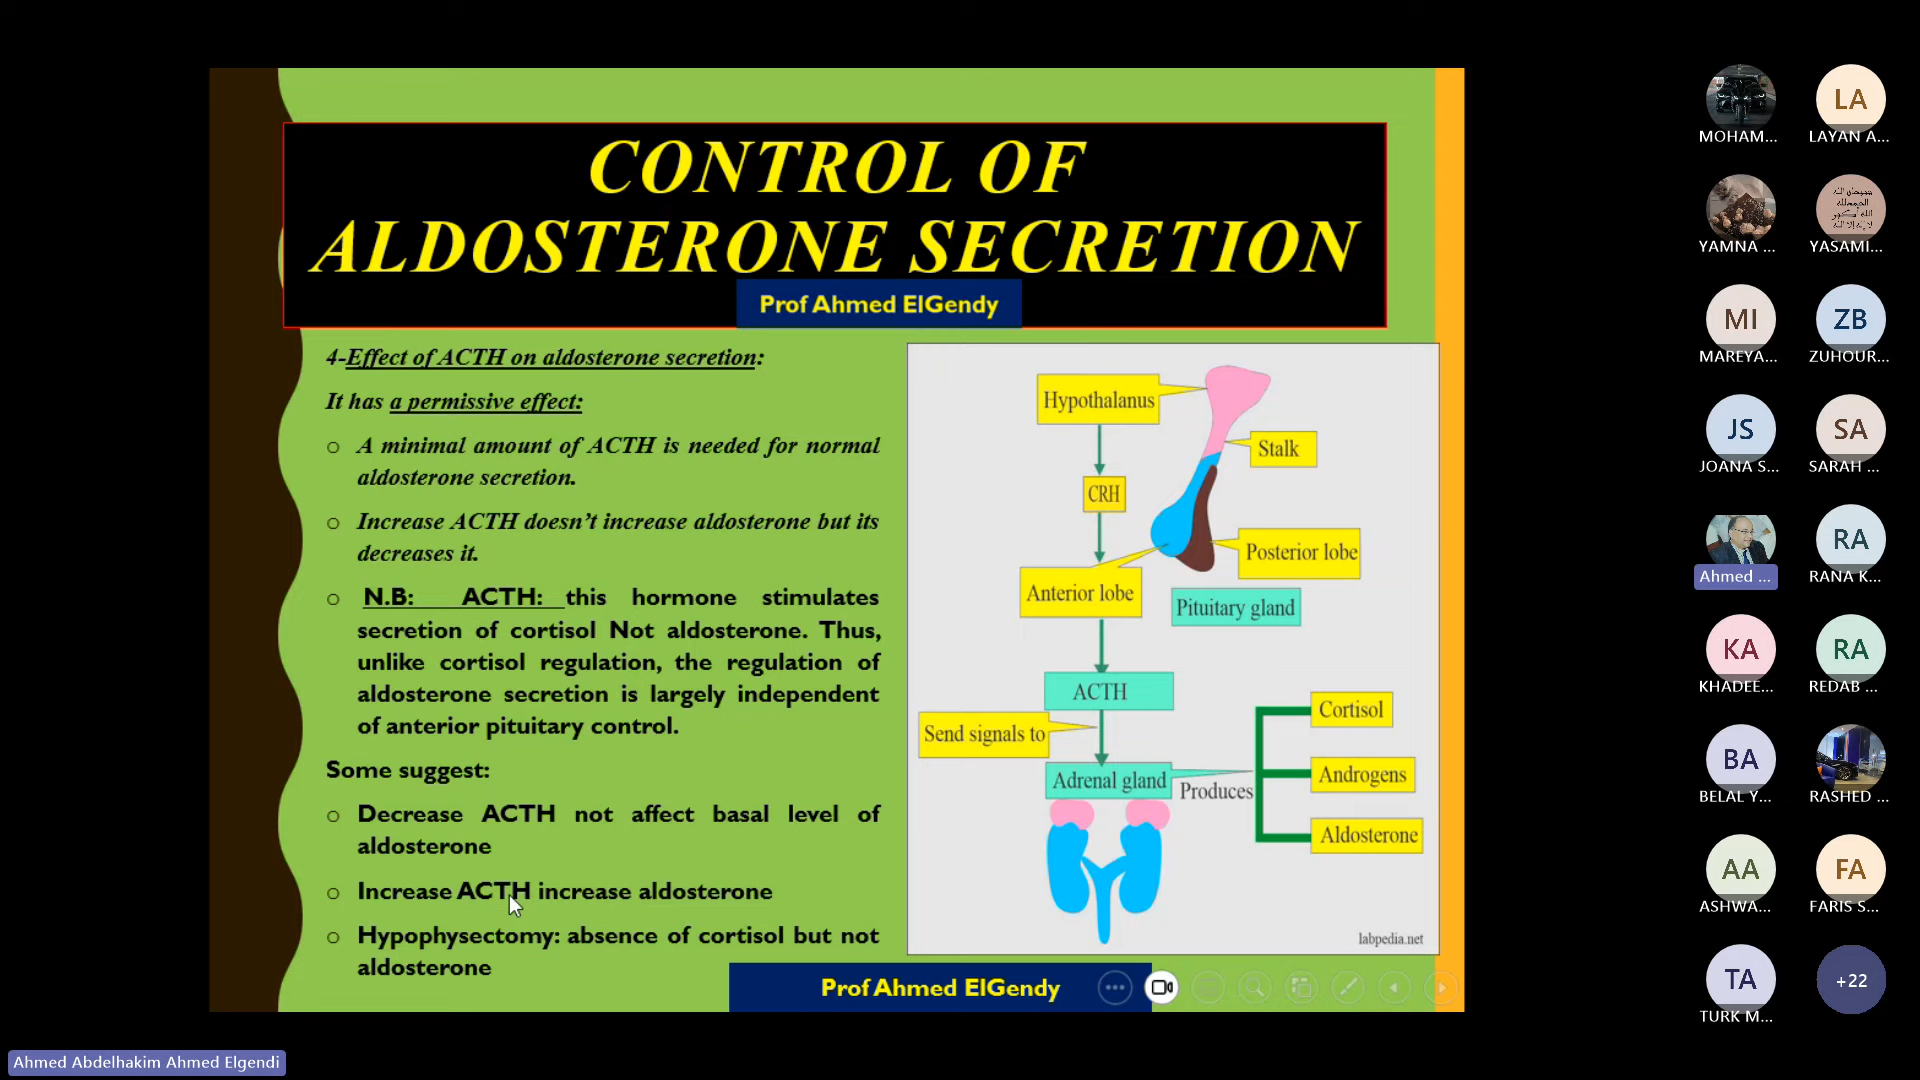 CONTROL OF
ALDOSTERONE SECRETION
Prof Ahmed ElGendy
4-Effect of ACTH on aldosterone secretion:
It has a permissive effect:
o A minimal amount of ACTH is needed for normal
aldosterone secretion.
o Increase ACTH doesn't increase aldosterone but its
decreases it.
o N.B: ACTH: this hormone stimulates
secretion of cortisol Not aldosterone. Thus,
unlike cortisol regulation, the regulation of
aldosterone secretion is largely independent
of anterior pituitary control.
Some suggest:
o Decrease ACTH not affect basal level of
aldosterone
o Increase ACTH increase aldosterone
o Hypophysectomy: absence of cortisol but not
aldosterone
Hypothalanus
Stalk
CRH
Posterior lobe
Anterior lobe
Pituitary gland
ACTH
Send signals to
Adrenal gland
Produces
Cortisol
Androgens
Aldosterone
labpedia.net
Prof Ahmed ElGendy
MOHAM...
LA
LAYAN A...
YAMNA ...
YASAMI...
MI
MAREYA...
ZB
ZUHOUR...
JS
JOANA S...
SA
SARAH ...
Ahmed ...
RA
RANA K...
KA
KHADEE...
RA
REDAB ...
BA
BELAL Y...
RASHED ...
AA
ASHWA...
FA
FARIS S...
TA
TURK M...
+22
Ahmed Abdelhakim Ahmed Elgendi